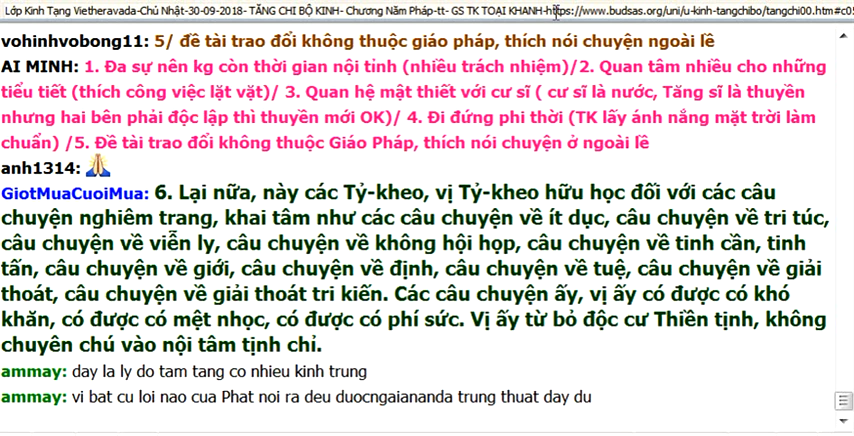 Lớp Kinh Tạng Vietheravada-Chủ Nhật-30-09-2018- TĂNG CHI BỘ KINH- Chương Năm Pháp-tt- GS TK TOẠI KHANH-https://www.budsas.org/uni/u-kinh-tangchibo/tangchi00.htm#c05
vohinhvobong11: 5/ đề tài trao đổi không thuộc giáo pháp, thích nói chuyện ngoài lề
AI MINH: 1. Đa sự nên kg còn thời gian nội tỉnh (nhiều trách nhiệm)/2. Quan tâm nhiều cho những
tiểu tiết (thích công việc lặt vặt)/ 3. Quan hệ mật thiết với cư sĩ ( cư sĩ là nước, Tăng sĩ là thuyền
nhưng hai bên phải độc lập thì thuyền mới OK)/ 4. Đi đứng phi thời (TK lấy ánh nắng mặt trời làm
chuẩn) /5. Đề tài trao đổi không thuộc Giáo Pháp, thích nói chuyện ở ngoài lề
anh1314:
GiotMuaCuoiMua: 6. Lại nữa, này các Tỷ-kheo, vị Tỷ-kheo hữu học đối với các câu
chuyện nghiêm trang, khai tâm như các câu chuyện về ít dục, câu chuyện về tri túc,
câu chuyện về viễn ly, câu chuyện về không hội họp, câu chuyện về tinh cần, tinh
tấn, câu chuyện về giới, câu chuyện về định, câu chuyện về tuệ, câu chuyện về giải
thoát, câu chuyện về giải thoát tri kiến. Các câu chuyện ấy, vị ấy có được có khó
khăn, có được có mệt nhọc, có được có phí sức. Vị ấy từ bỏ độc cư Thiền tịnh, không
chuyên chú vào nội tâm tịnh chỉ.
ammay: day la ly do tam tang co nhieu kinh trung
ammay: vi bat cu loi nao cua Phat noi ra deu duocngaiananda trung thuat day du